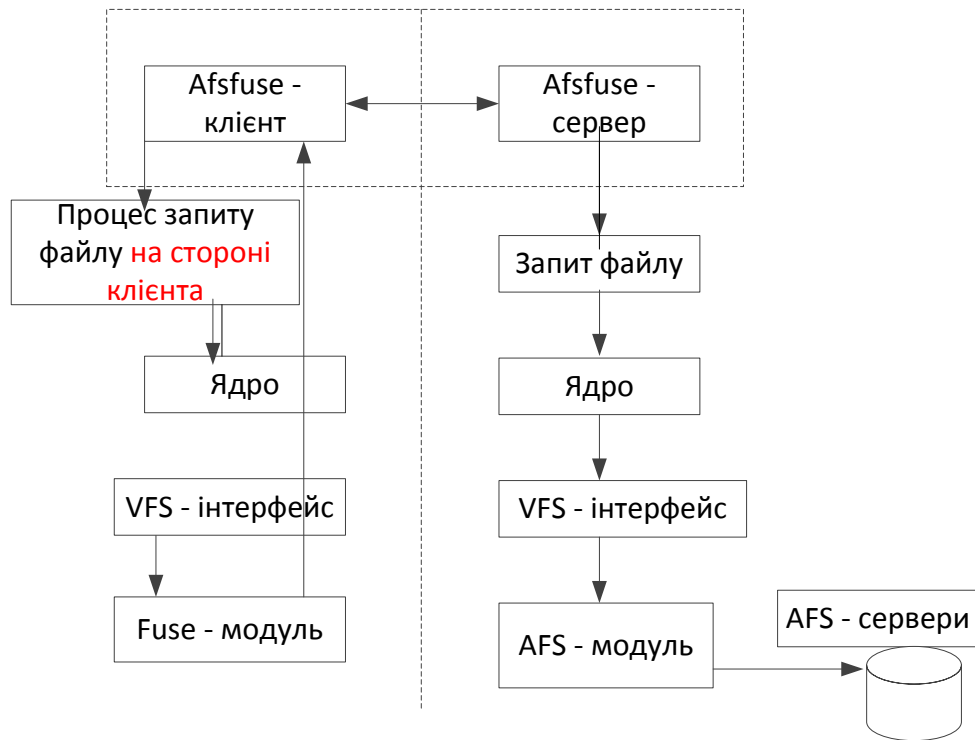 Afsfuse -
клієнт
Afsfuse -
сервер
Процес запиту
файлу на стороні
клієнта
Запит файлу
Ядро
Ядро
VFS - інтерфейс
VFS - інтерфейс
Fuse - модуль
AFS - модуль
AFS - сервери